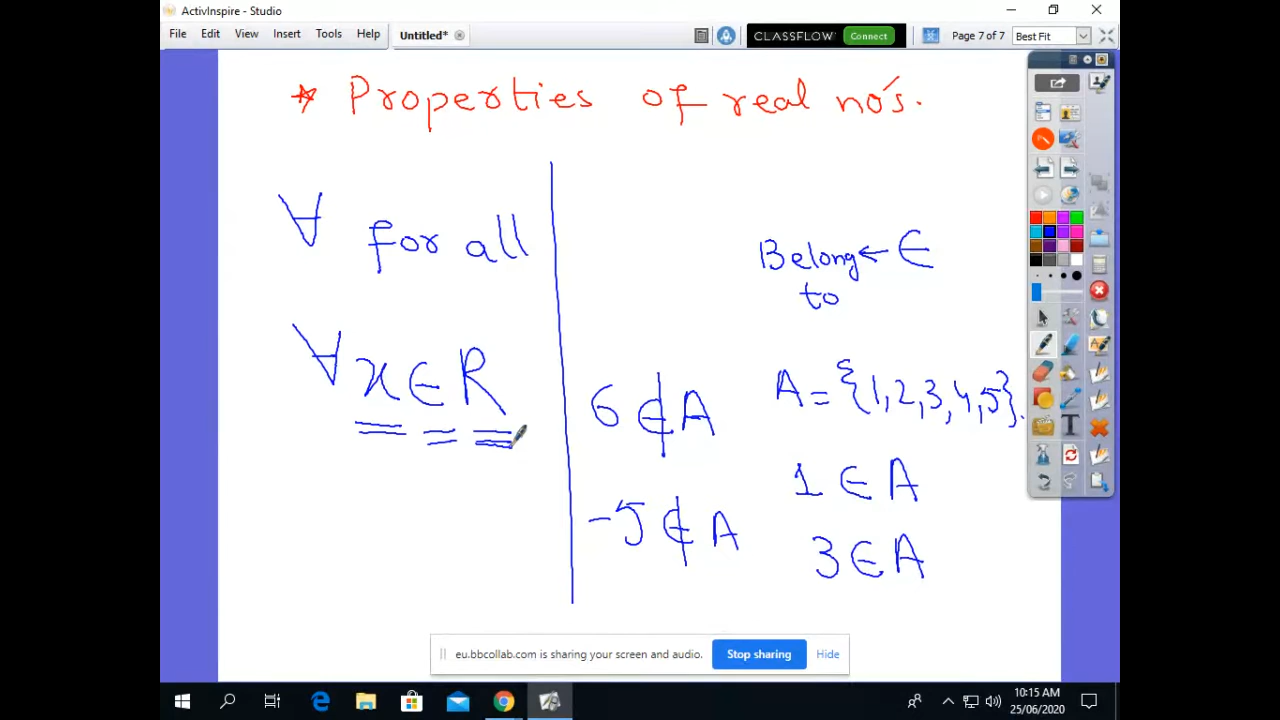 ActivInspire - Studio
File Edit View Insert Tools Help Untitled* CLASSFLOW Connect Page 7 of 7 Best Fit
* Properties of real no's.
∀ for all
∀ x ∈ R
Belong ← ∈
to
A = {1,2,3,4,5}.
6 ∉ A
1 ∈ A
-5 ∉ A
3 ∈ A
eu.bbcollab.com is sharing your screen and audio. Stop sharing Hide
10:15 AM
25/06/2020